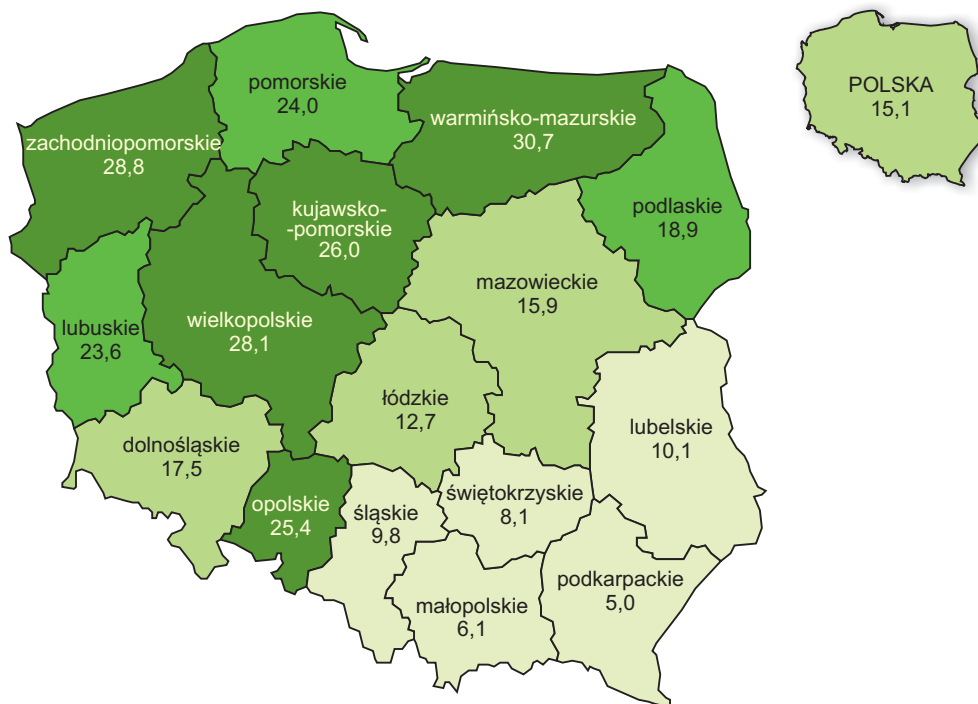 pomorskie
24,0
POLSKA
15,1
warmińsko-mazurskie
30,7
zachodniopomorskie
28,8
kujawsko-
-pomorskie
26,0
podlaskie
18,9
mazowieckie
15,9
lubuskie
23,6
wielkopolskie
28,1
łódzkie
12,7
lubelskie
10,1
dolnośląskie
17,5
opolskie
25,4
śląskie
9,8
świętokrzyskie
8,1
podkarpackie
5,0
małopolskie
6,1